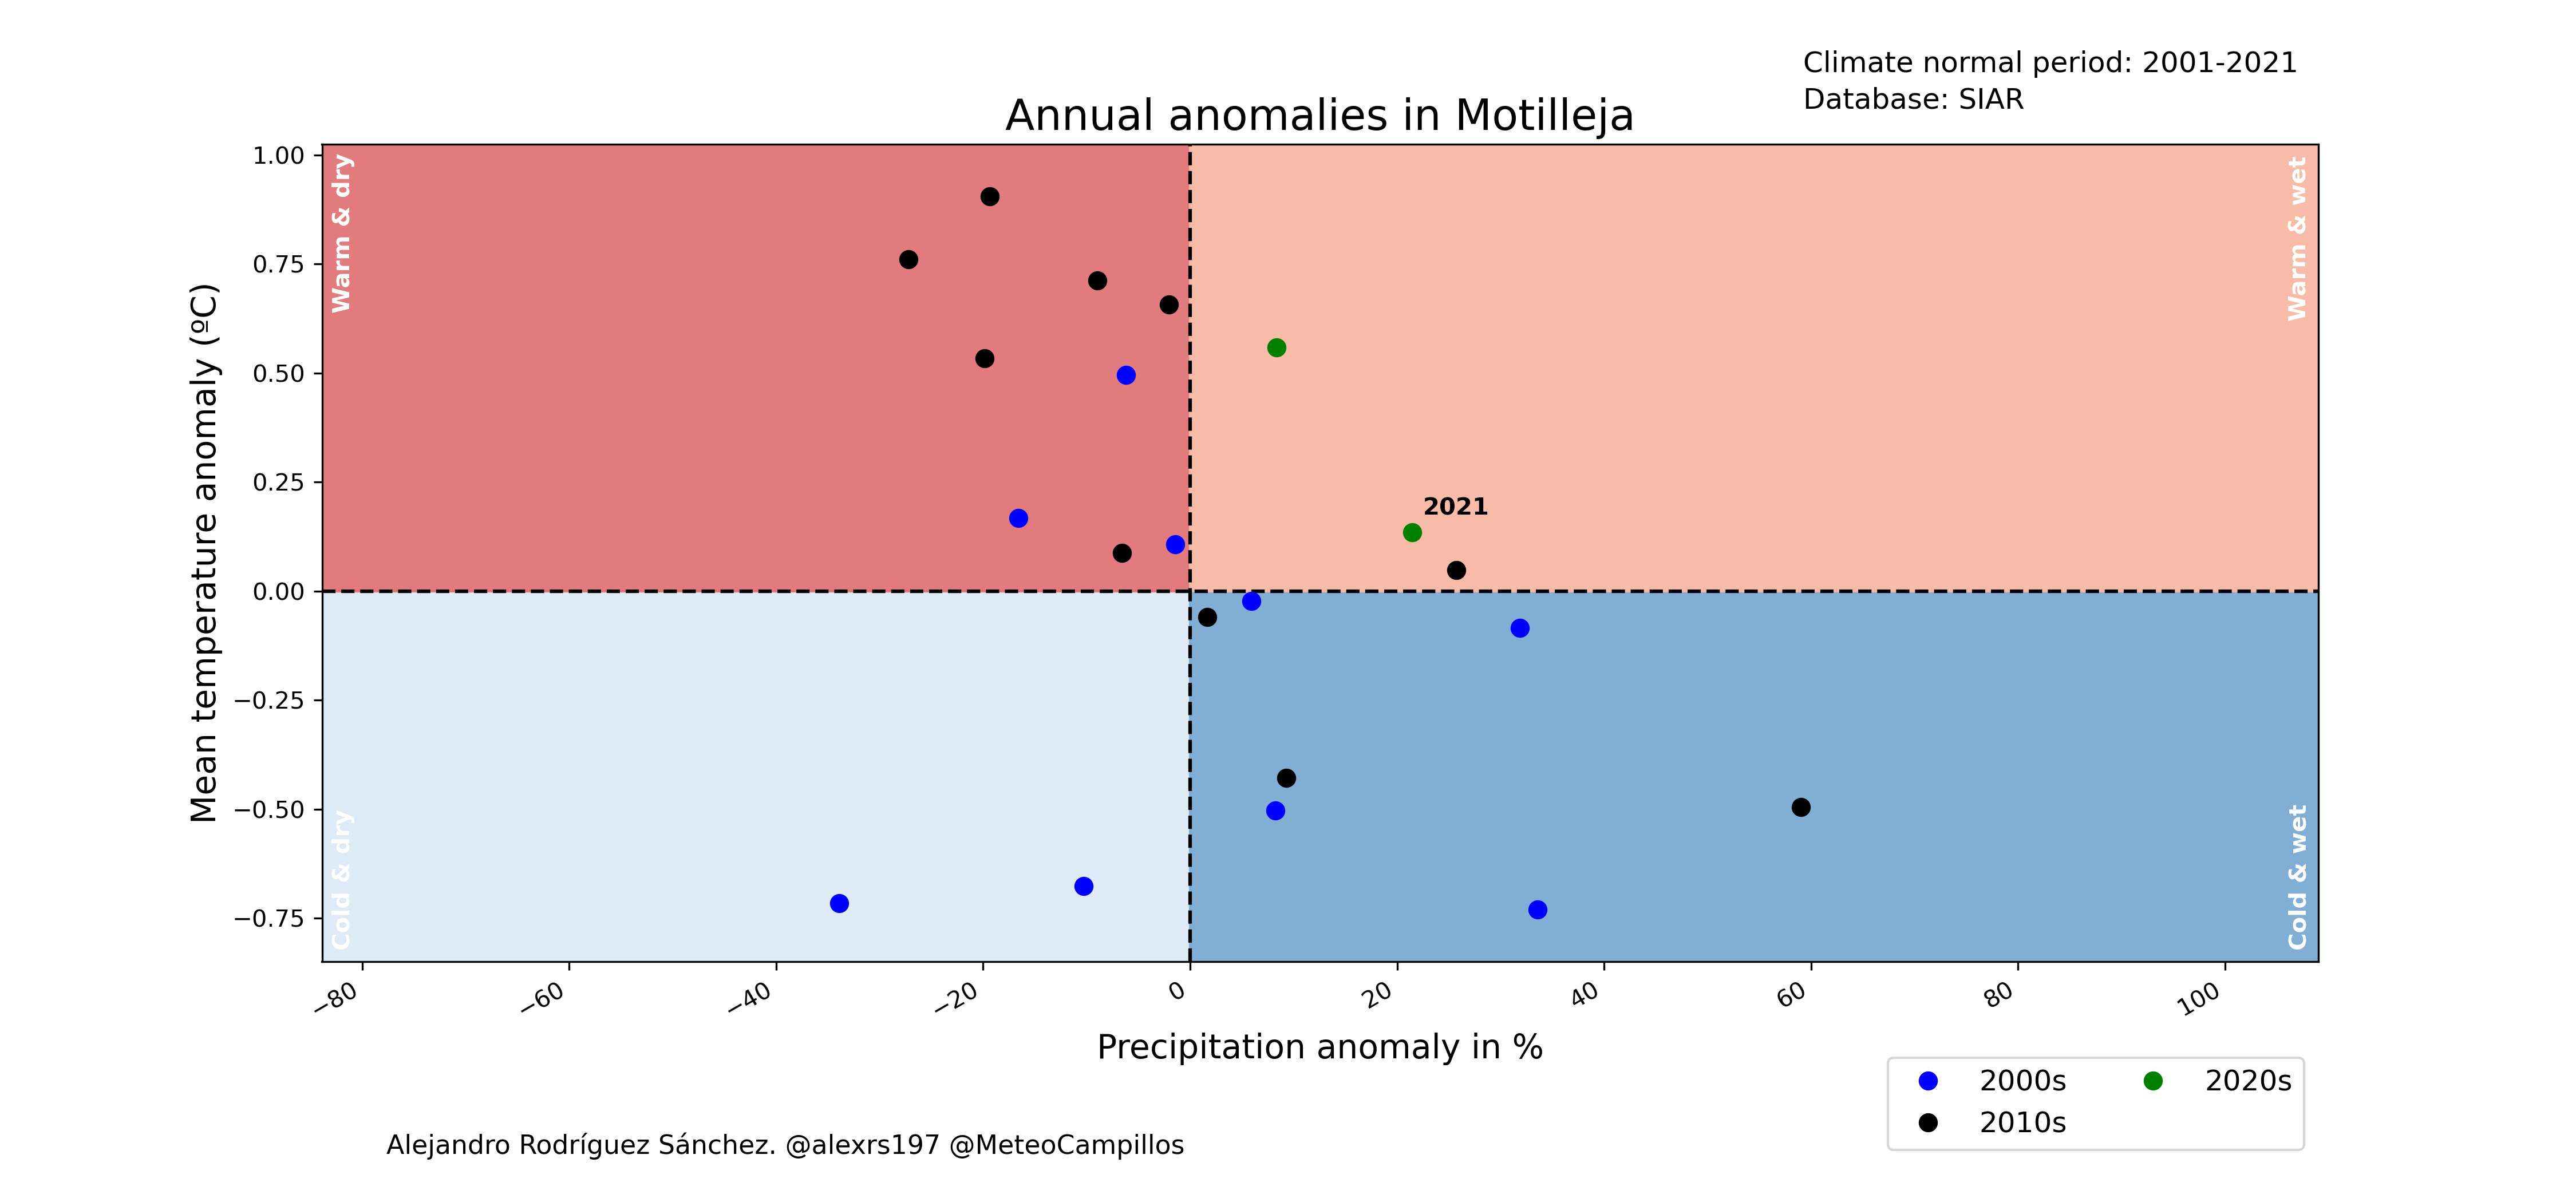 Climate normal period: 2001-2021
Database: SIAR
Annual anomalies in Motilleja
Mean temperature anomaly (ºC)
1.00
0.75
0.50
0.25
0.00
−0.25
−0.50
−0.75
Warm & dry
Warm & wet
2021
Cold & dry
Cold & wet
−80
−60
−40
−20
0
20
40
60
80
100
Precipitation anomaly in %
2000s
2010s
2020s
Alejandro Rodríguez Sánchez. @alexrs197 @MeteoCampillos